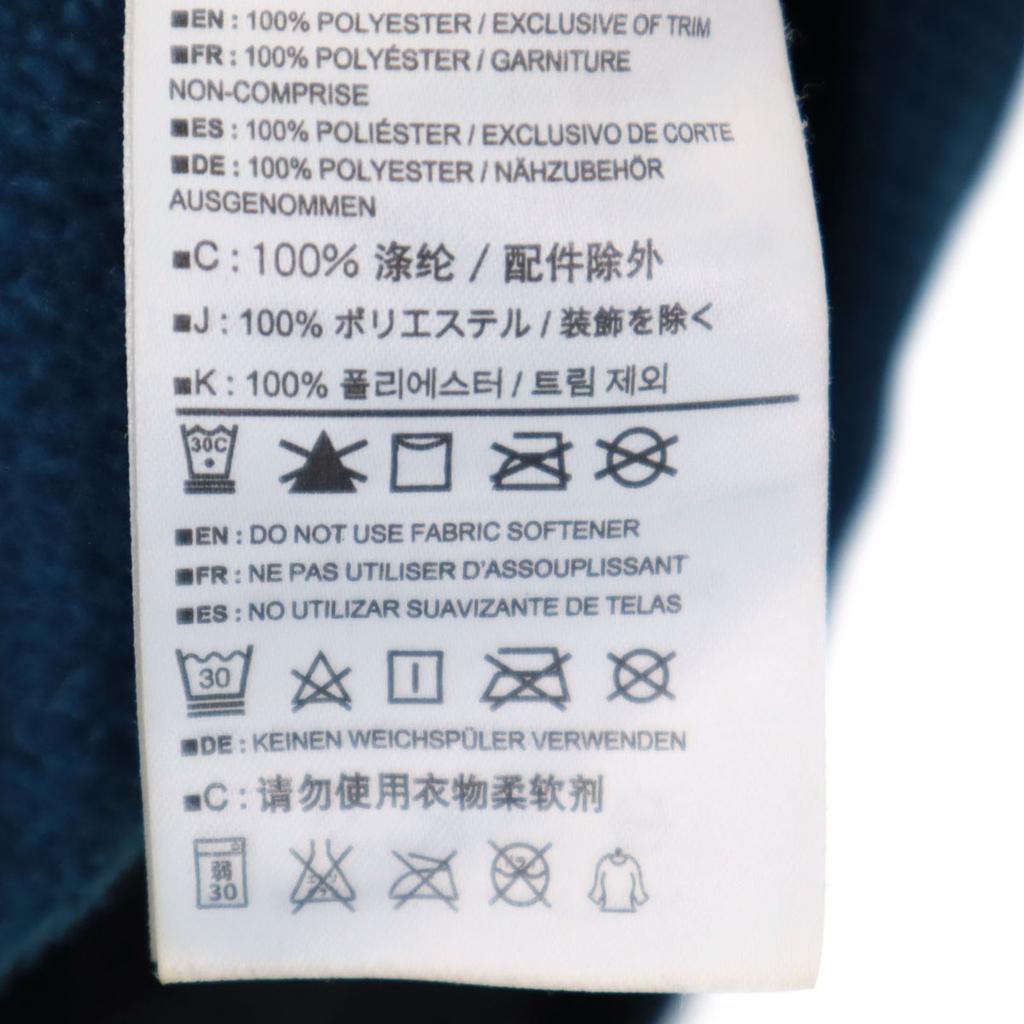 ■EN : 100% POLYESTER / EXCLUSIVE OF TRIM
■FR : 100% POLYÉSTER / GARNITURE
NON-COMPRISE
■ES : 100% POLIÉSTER / EXCLUSIVO DE CORTE
■DE : 100% POLYESTER / NÄHZUBEHÖR
AUSGENOMMEN
■C : 100% 涤纶 / 配件除外
■J : 100% ポリエステル / 装飾を除く
■K : 100% 폴리에스터 / 트림 제외
30C
■EN : DO NOT USE FABRIC SOFTENER
■FR : NE PAS UTILISER D'ASSOUPLISSANT
■ES : NO UTILIZAR SUAVIZANTE DE TELAS
30
■DE : KEINEN WEICHSPÜLER VERWENDEN
■C : 请勿使用衣物柔软剂
弱
30